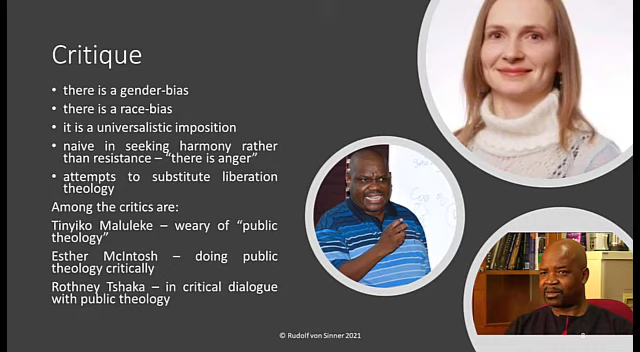 Critique
• there is a gender-bias
• there is a race-bias
• it is a universalistic imposition
• naive in seeking harmony rather
than resistance – “there is anger”
• attempts to substitute liberation
theology
Among the critics are:
Tinyiko Maluleke – weary of “public
theology”
Esther McIntosh – doing public
theology critically
Rothney Tshaka – in critical dialogue
with public theology
© Rudolf von Sinner 2021